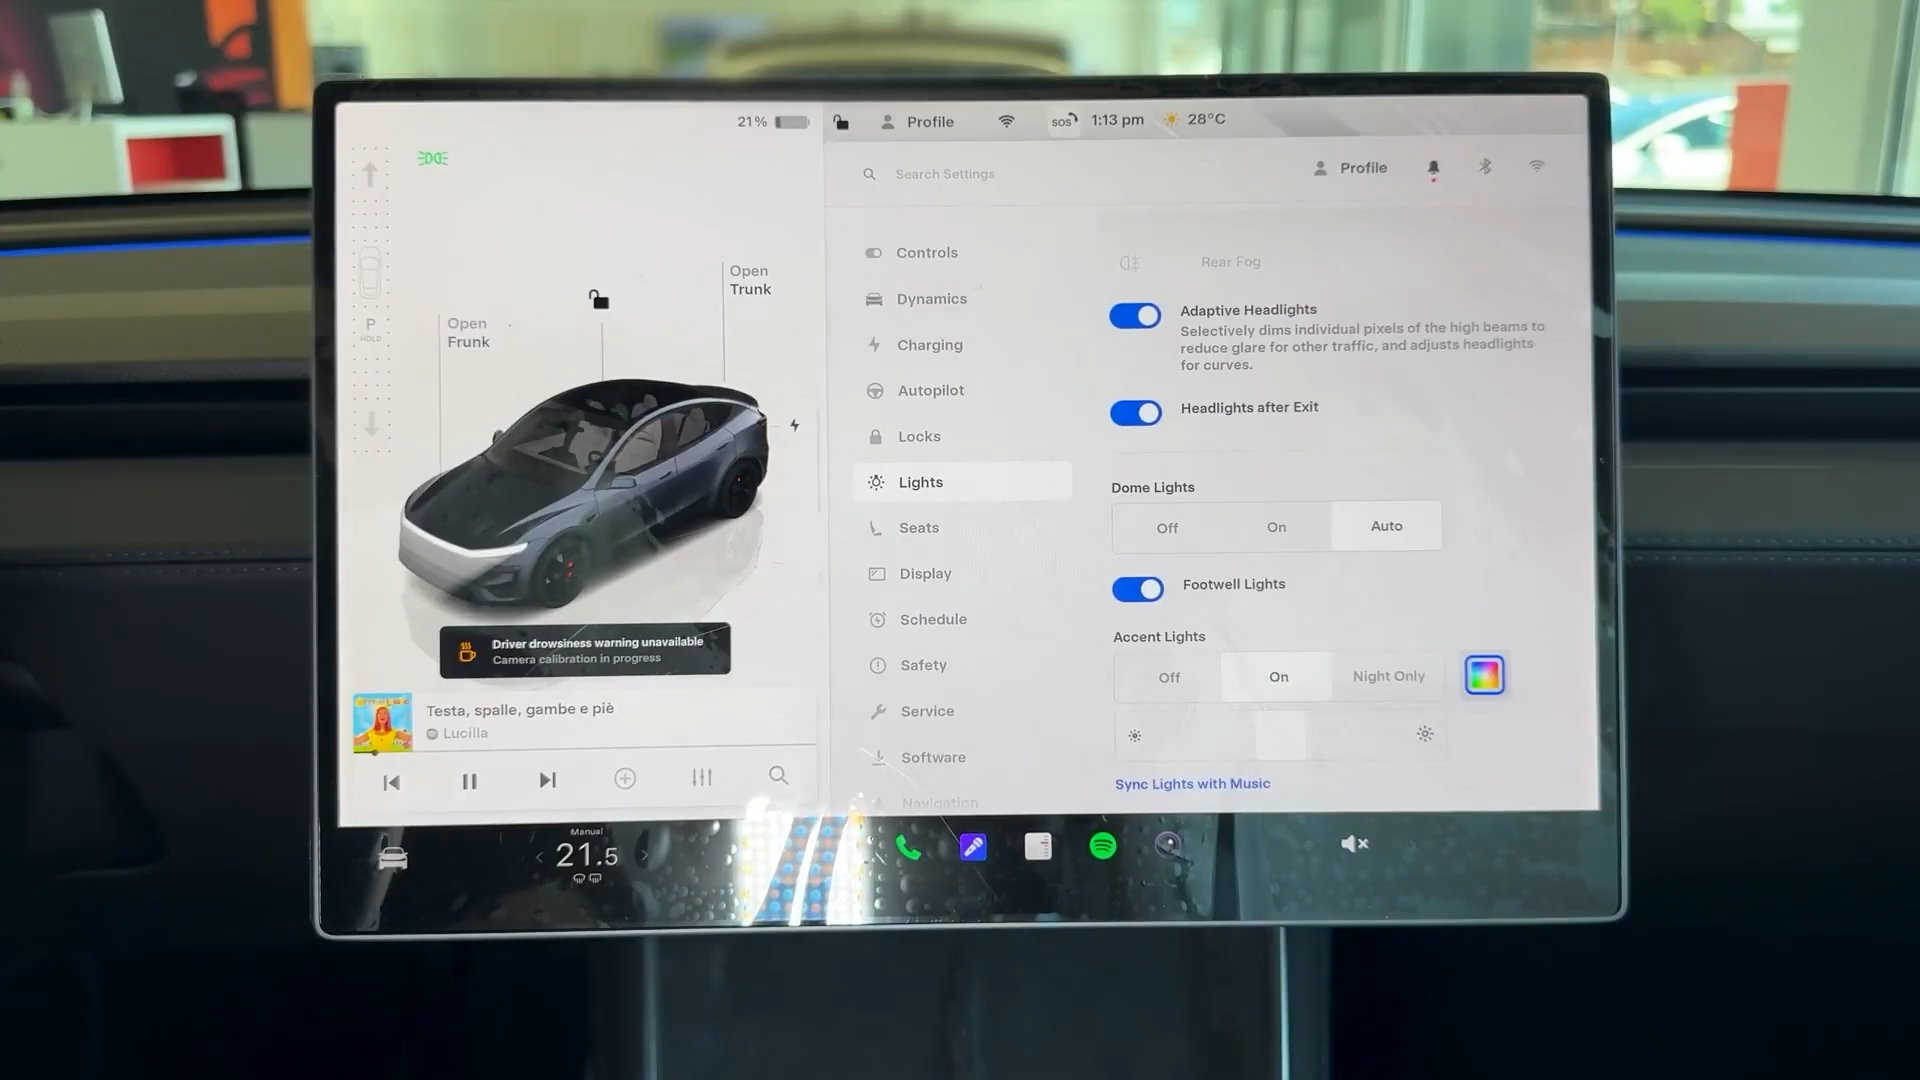 21%
Profile
SOS
1:13 pm
28°C
Search Settings
Profile
P
HOLD
Open
Frunk
Open
Trunk
Driver drowsiness warning unavailable
Camera calibration in progress
Testa, spalle, gambe e piè
Lucilla
Controls
Dynamics
Charging
Autopilot
Locks
Lights
Seats
Display
Schedule
Safety
Service
Software
Navigation
Rear Fog
Adaptive Headlights
Selectively dims individual pixels of the high beams to
reduce glare for other traffic, and adjusts headlights
for curves.
Headlights after Exit
Dome Lights
Off On Auto
Footwell Lights
Accent Lights
Off On Night Only
Sync Lights with Music
Manual
21.5